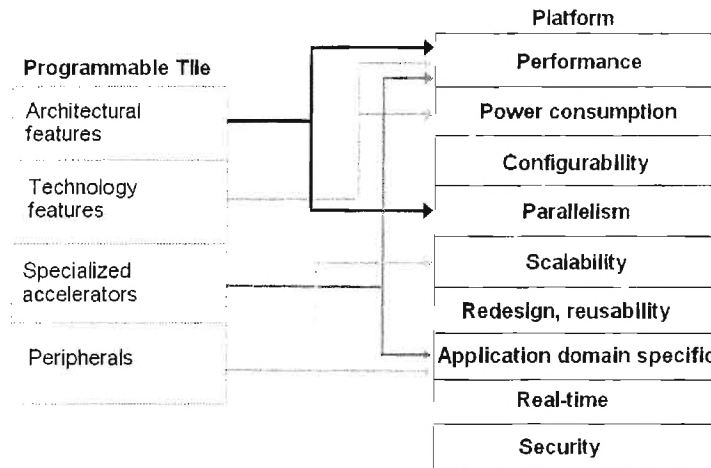 Platform
Programmable Tile
Performance
Architectural
features
Power consumption
Configurability
Technology
features
Parallelism
Specialized
accelerators
Scalability
Redesign, reusability
Peripherals
Application domain specific
Real-time
Security